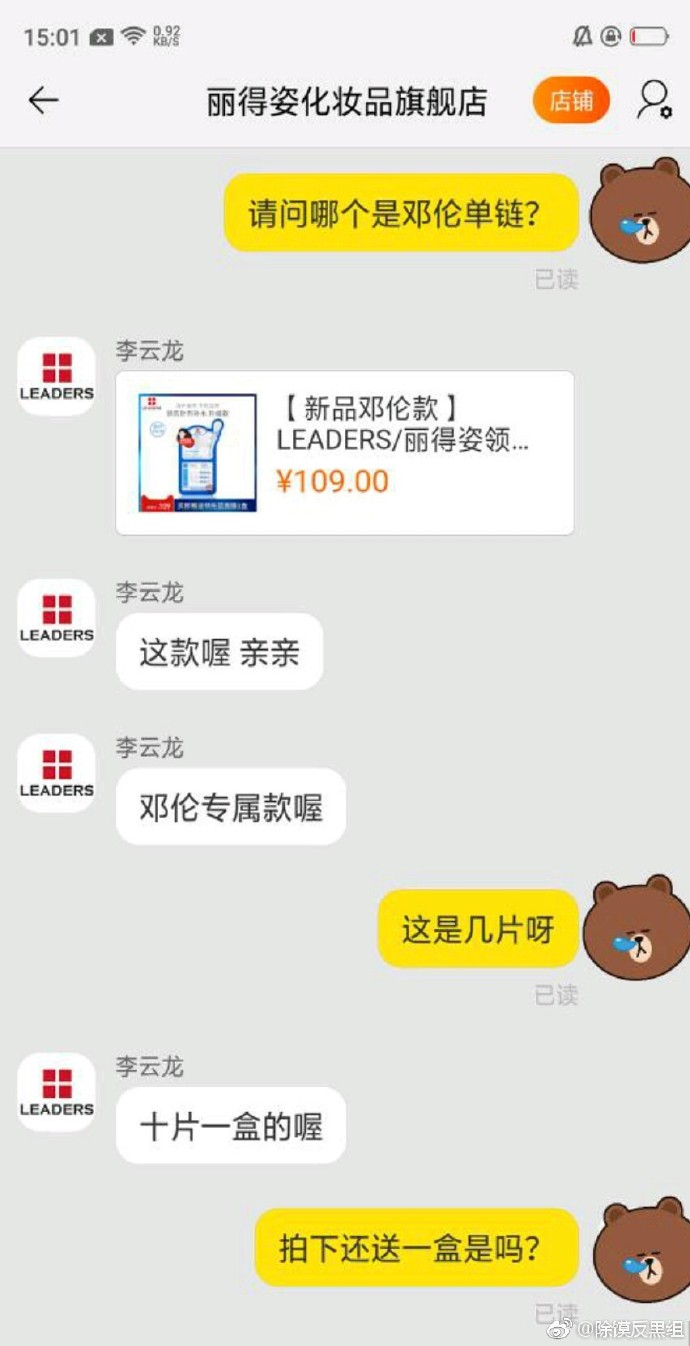 15:01
0.92
KB/S
丽得姿化妆品旗舰店
店铺
请问哪个是邓伦单链?
已读
李云龙
LEADERS
【 新品邓伦款 】
LEADERS/丽得姿领...
¥109.00
李云龙
LEADERS
这款喔 亲亲
李云龙
LEADERS
邓伦专属款喔
这是几片呀
已读
李云龙
LEADERS
十片一盒的喔
拍下还送一盒是吗?
已读
@除谟反黑组